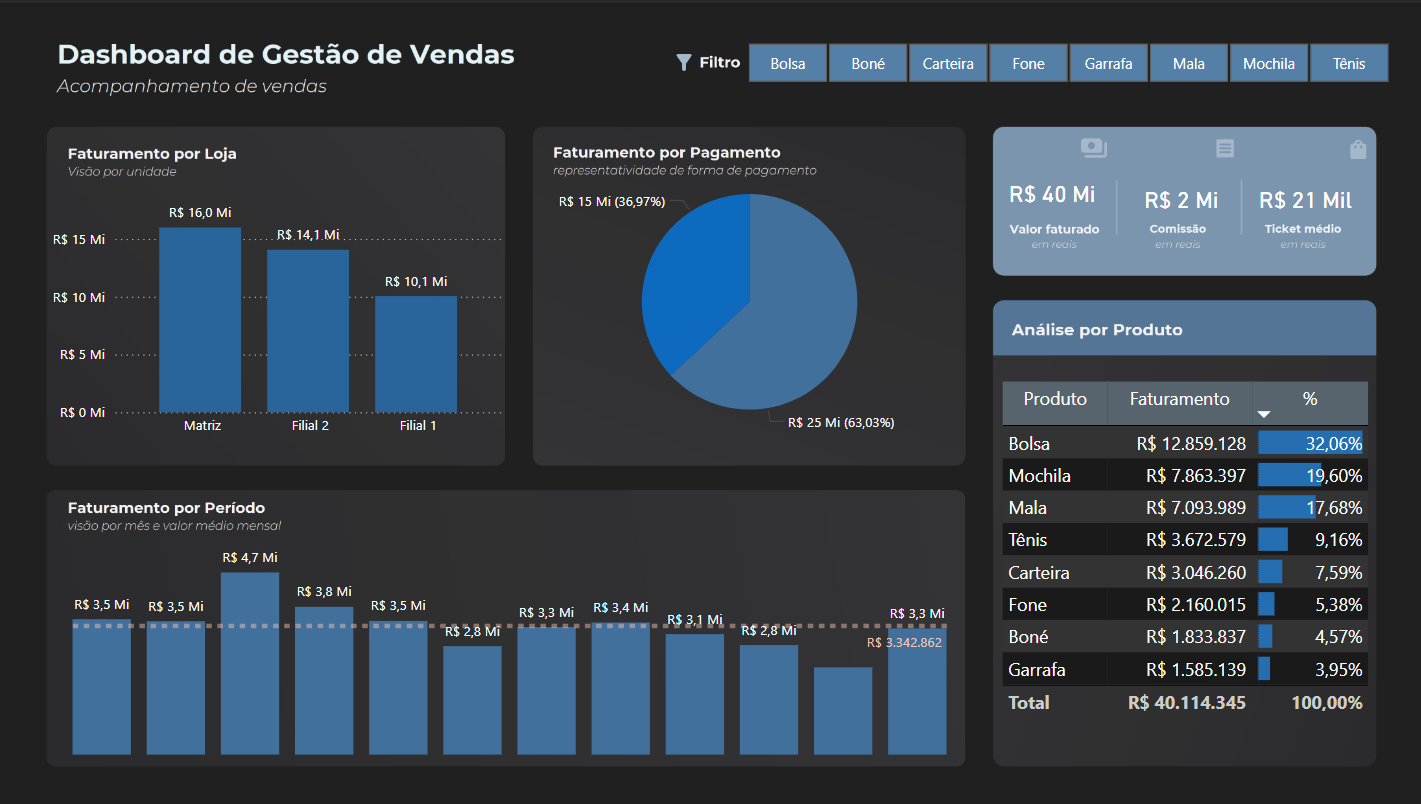 Dashboard de Gestão de Vendas
Acompanhamento de vendas
Filtro
Bolsa
Boné
Carteira
Fone
Garrafa
Mala
Mochila
Tênis
Faturamento por Loja
Visão por unidade
R$ 16,0 Mi
R$ 14,1 Mi
R$ 10,1 Mi
R$ 15 Mi
R$ 10 Mi
R$ 5 Mi
R$ 0 Mi
Matriz
Filial 2
Filial 1
Faturamento por Pagamento
representatividade de forma de pagamento
R$ 15 Mi (36,97%)
R$ 25 Mi (63,03%)
R$ 40 Mi
Valor faturado
em reais
R$ 2 Mi
Comissão
em reais
R$ 21 Mil
Ticket médio
em reais
Faturamento por Período
visão por mês e valor médio mensal
R$ 3,5 Mi
R$ 3,5 Mi
R$ 4,7 Mi
R$ 3,8 Mi
R$ 3,5 Mi
R$ 2,8 Mi
R$ 3,3 Mi
R$ 3,4 Mi
R$ 3,1 Mi
R$ 2,8 Mi
R$ 3,3 Mi
R$ 3.342.862
Análise por Produto
Produto Faturamento %
Bolsa R$ 12.859.128 32,06%
Mochila R$ 7.863.397 19,60%
Mala R$ 7.093.989 17,68%
Tênis R$ 3.672.579 9,16%
Carteira R$ 3.046.260 7,59%
Fone R$ 2.160.015 5,38%
Boné R$ 1.833.837 4,57%
Garrafa R$ 1.585.139 3,95%
Total R$ 40.114.345 100,00%